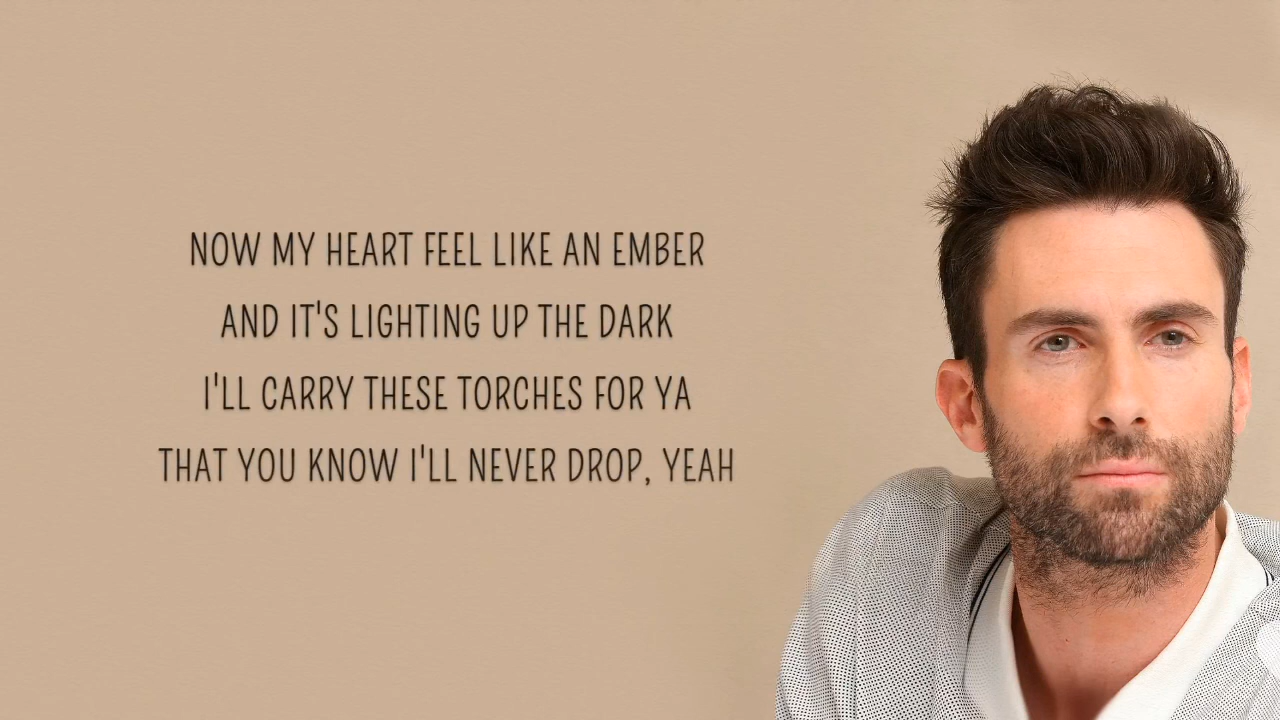 NOW MY HEART FEEL LIKE AN EMBER
AND IT'S LIGHTING UP THE DARK
I'LL CARRY THESE TORCHES FOR YA
THAT YOU KNOW I'LL NEVER DROP, YEAH